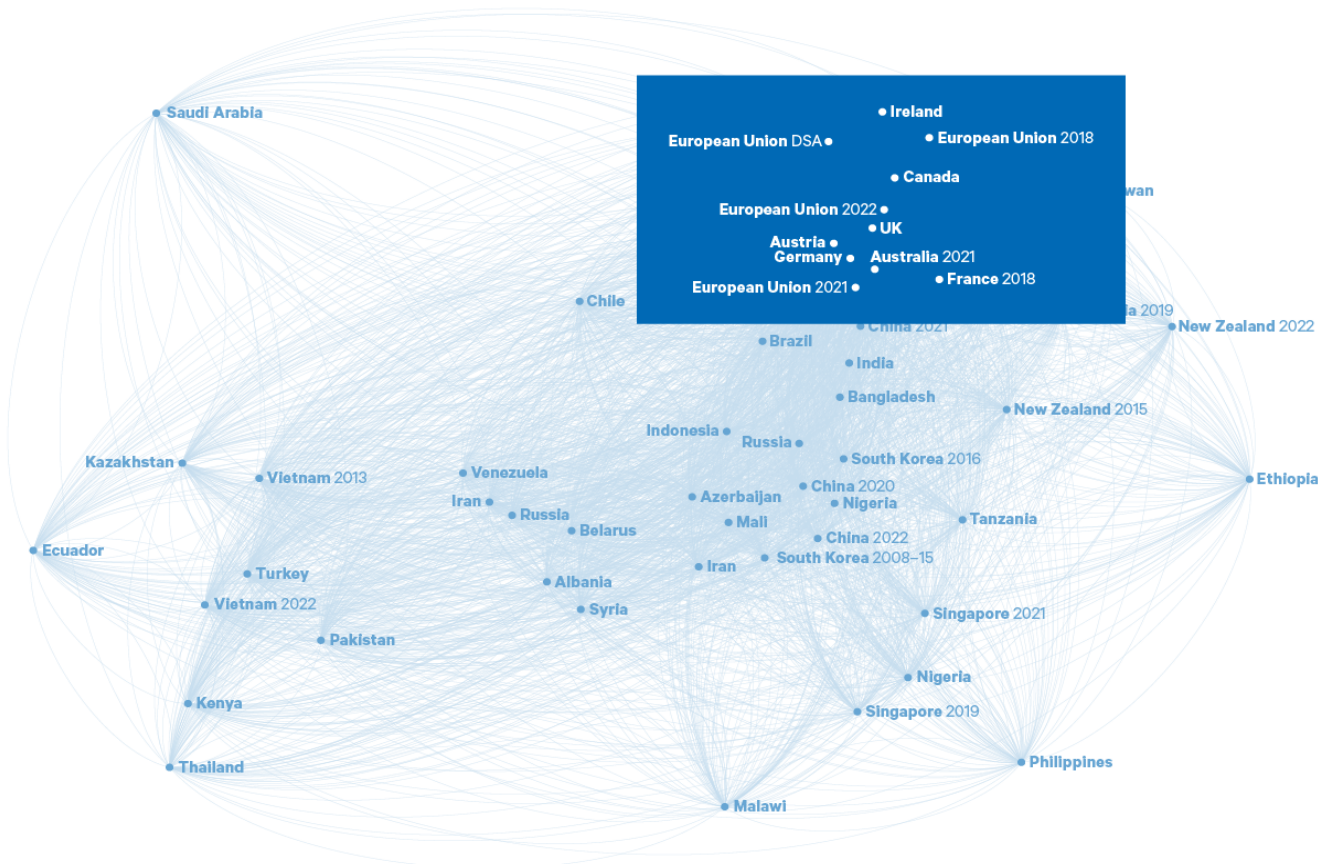 Saudi Arabia
Ireland
European Union DSA
European Union 2018
Canada
wan
European Union 2022
UK
Austria
Germany
Australia 2021
France 2018
European Union 2021
Chile
a 2019
China 2021
New Zealand 2022
Brazil
India
Bangladesh
New Zealand 2015
Indonesia
Russia
Kazakhstan
South Korea 2016
Venezuela
Vietnam 2013
Ethiopia
China 2020
Azerbaijan
Iran
Nigeria
Russia
Tanzania
Mali
Belarus
China 2022
Ecuador
South Korea 2008–15
Iran
Turkey
Albania
Vietnam 2022
Syria
Singapore 2021
Pakistan
Nigeria
Kenya
Singapore 2019
Philippines
Thailand
Malawi